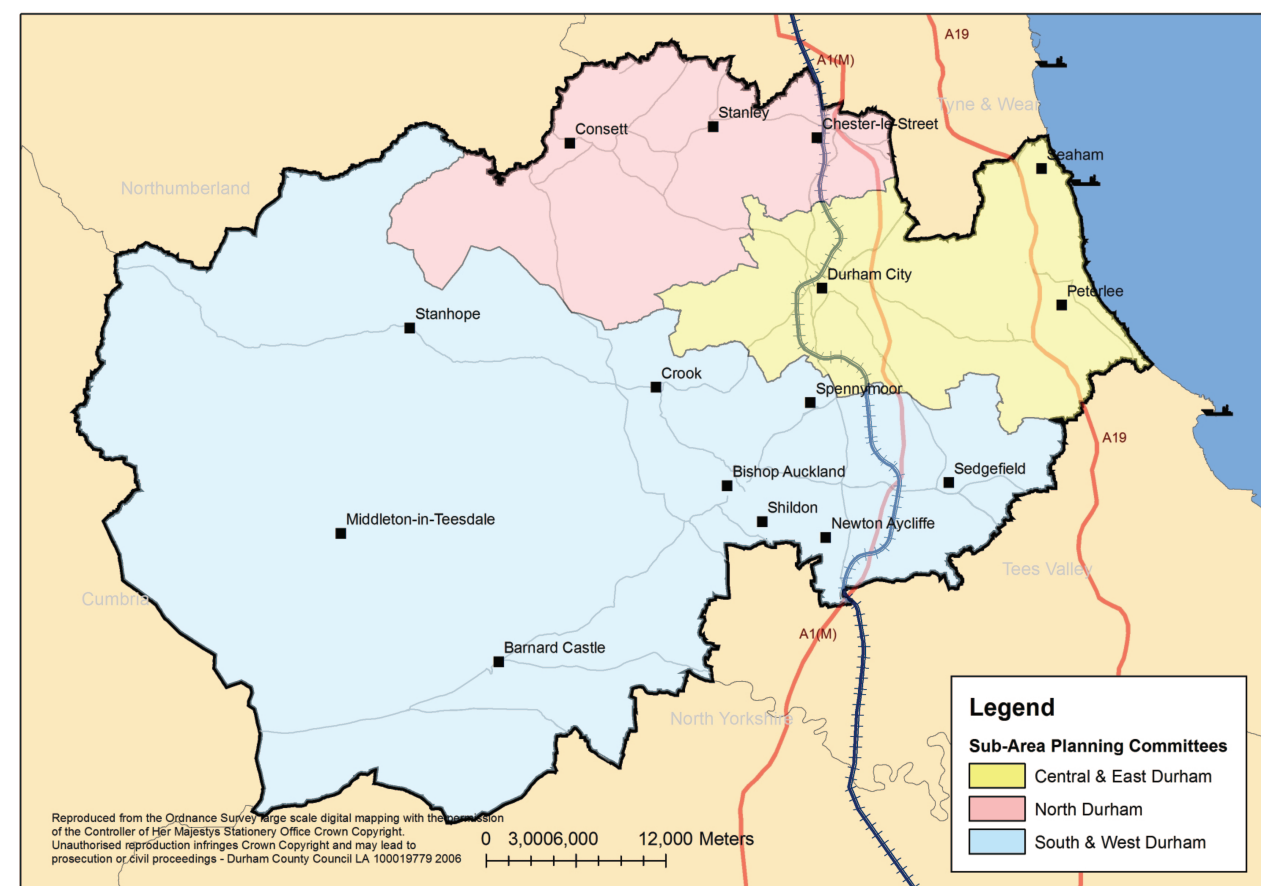 A19
A1(M)
Tyne & Wear
Stanley
Consett
Chester-le-Street
Seaham
Northumberland
Durham City
Peterlee
Stanhope
Crook
Spennymoor
A19
Bishop Auckland
Sedgefield
Shildon
Middleton-in-Teesdale
Newton Aycliffe
Tees Valley
Cumbria
A1(M)
Barnard Castle
North Yorkshire
Legend
Sub-Area Planning Committees
Central & East Durham
North Durham
South & West Durham
Reproduced from the Ordnance Survey large scale digital mapping with the permission
of the Controller of Her Majestys Stationery Office Crown Copyright.
Unauthorised reproduction infringes Crown Copyright and may lead to
prosecution or civil proceedings - Durham County Council LA 100019779 2006
0 3,000 6,000 12,000 Meters